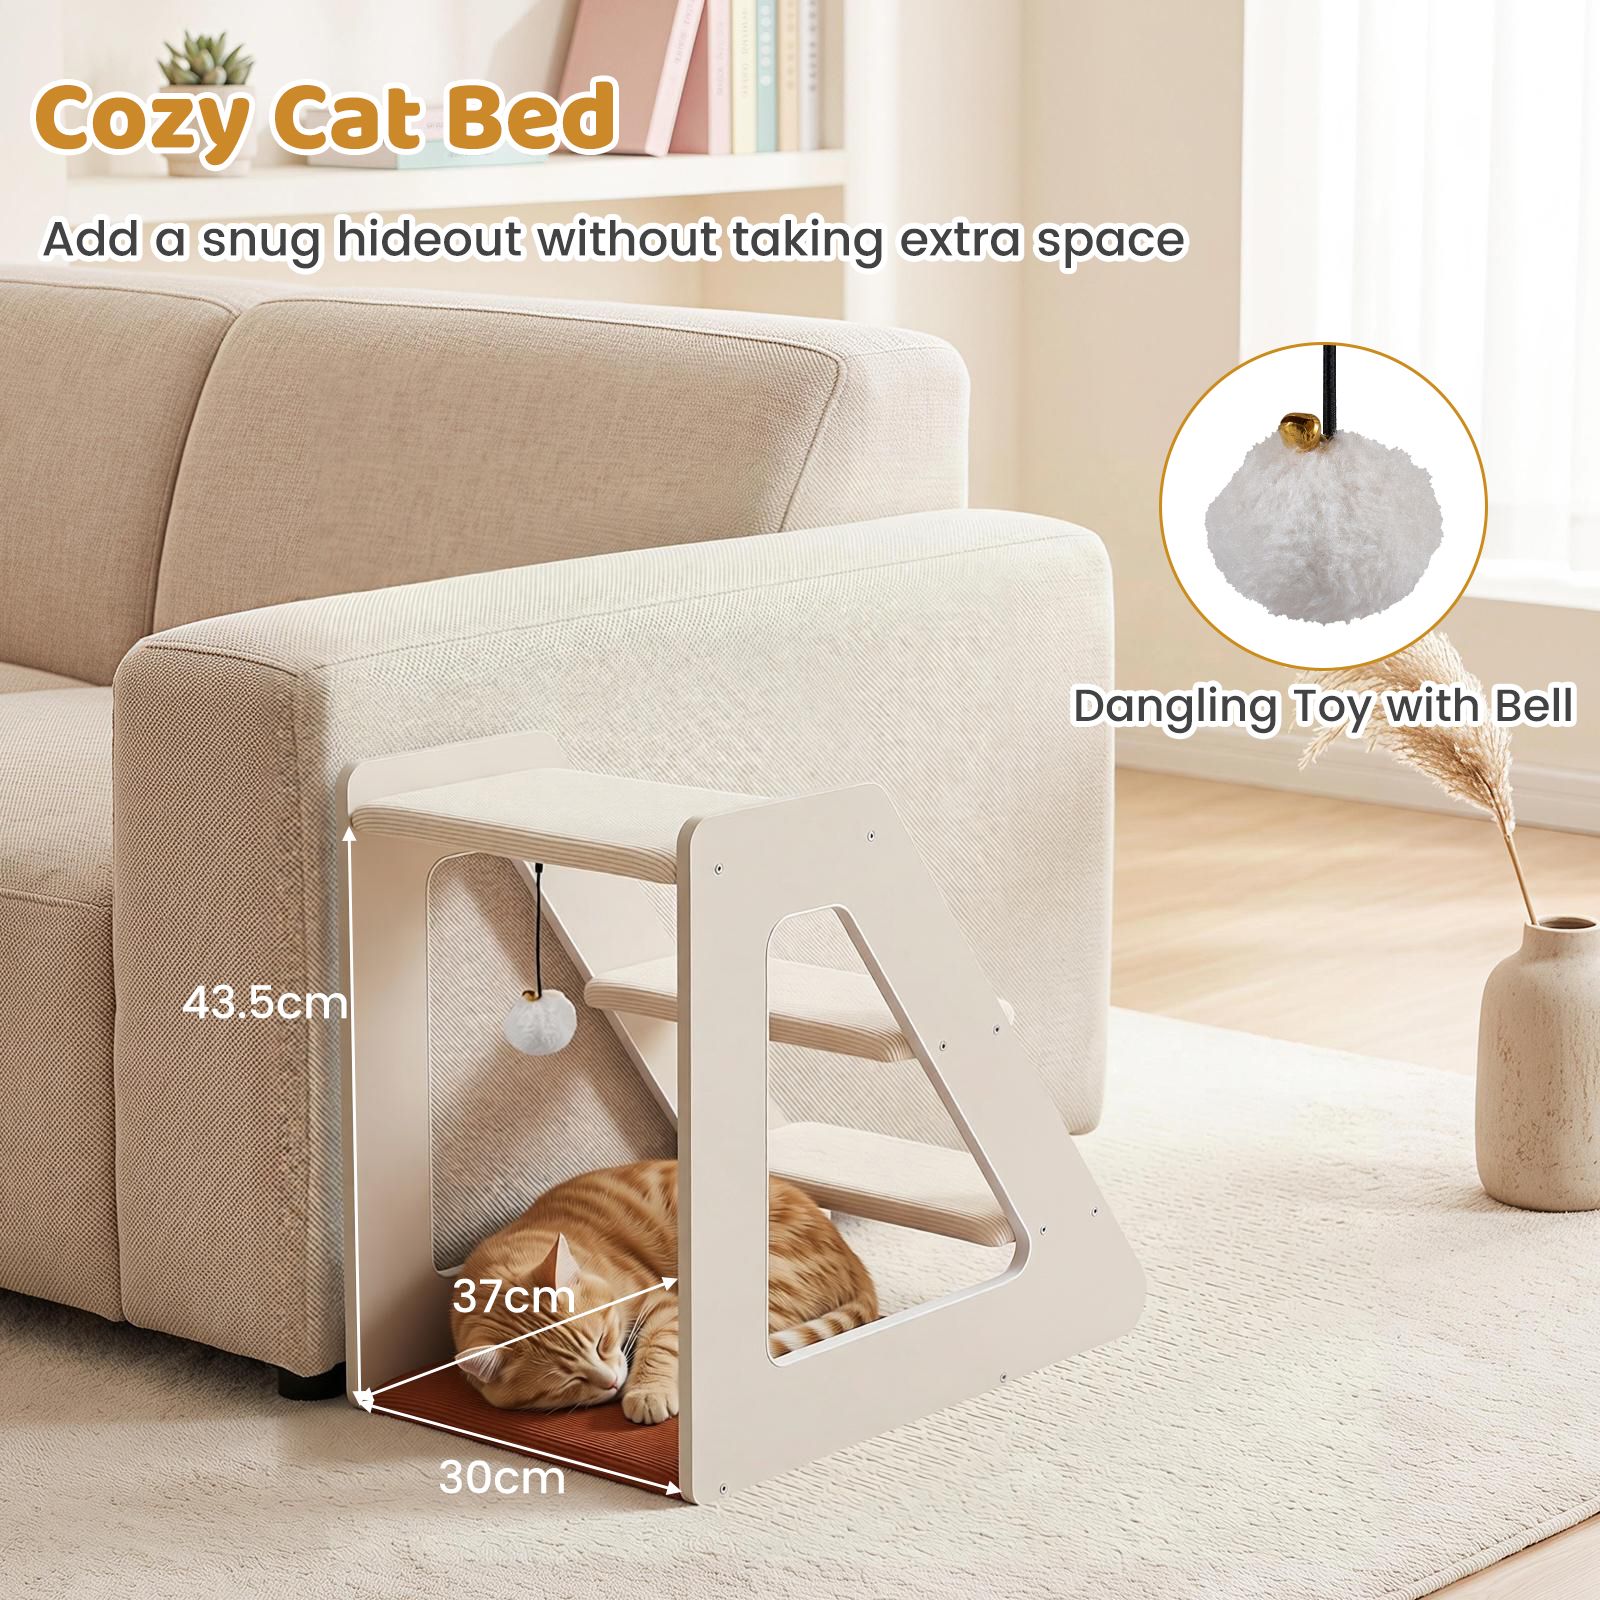 Cozy Cat Bed
Add a snug hideout without taking extra space
Dangling Toy with Bell
43.5cm
37cm
30cm